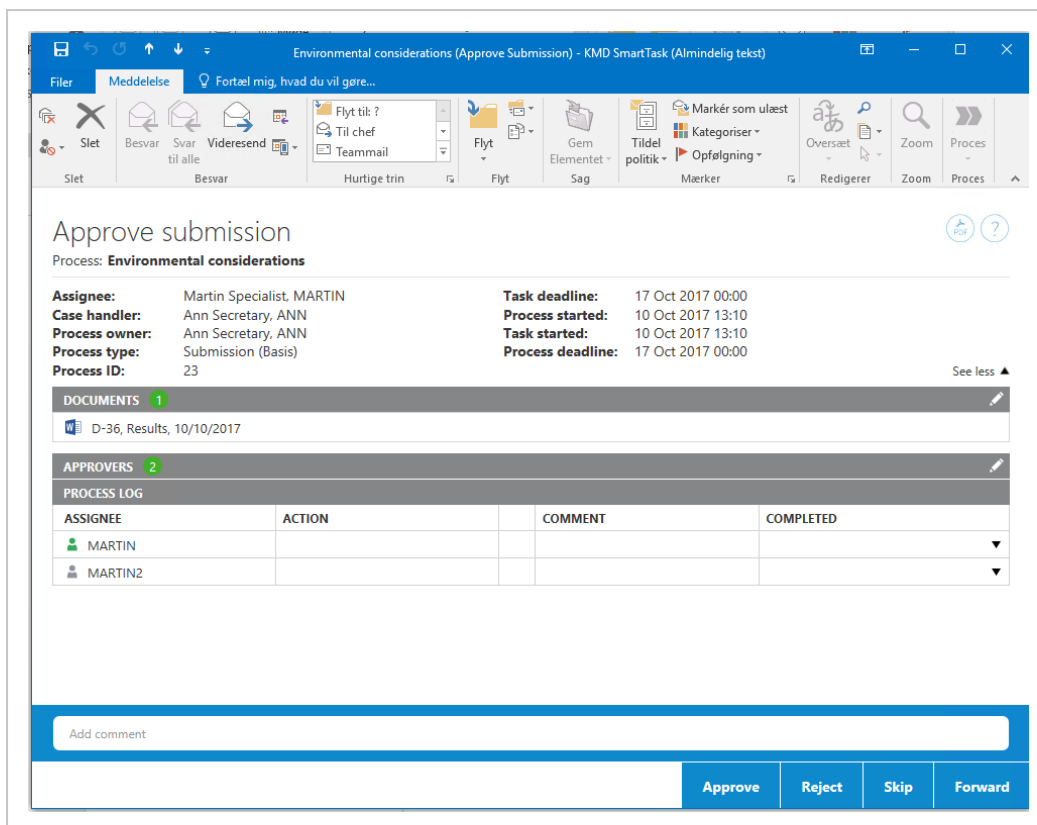 Environmental considerations (Approve Submission) - KMD SmartTask (Almindelig tekst)
Filer Meddelelse Fortæl mig, hvad du vil gøre...
Slet
Besvar
Svar til alle
Videresend
Flyt til: ?
Til chef
Teammail
Flyt
Gem Elementet
Tildel politik
Markér som ulæst
Kategoriser
Opfølgning
Oversæt
Zoom
Proces
Slet Besvar Hurtige trin Flyt Sag Mærker Redigerer Zoom Proces
Approve submission
PDF ?
Process: Environmental considerations
Assignee: Martin Specialist, MARTIN Task deadline: 17 Oct 2017 00:00
Case handler: Ann Secretary, ANN Process started: 10 Oct 2017 13:10
Process owner: Ann Secretary, ANN Task started: 10 Oct 2017 13:10
Process type: Submission (Basis) Process deadline: 17 Oct 2017 00:00
Process ID: 23 See less
DOCUMENTS 1
D-36, Results, 10/10/2017
APPROVERS 2
PROCESS LOG
ASSIGNEE ACTION COMMENT COMPLETED
MARTIN
MARTIN2
Add comment
Approve Reject Skip Forward